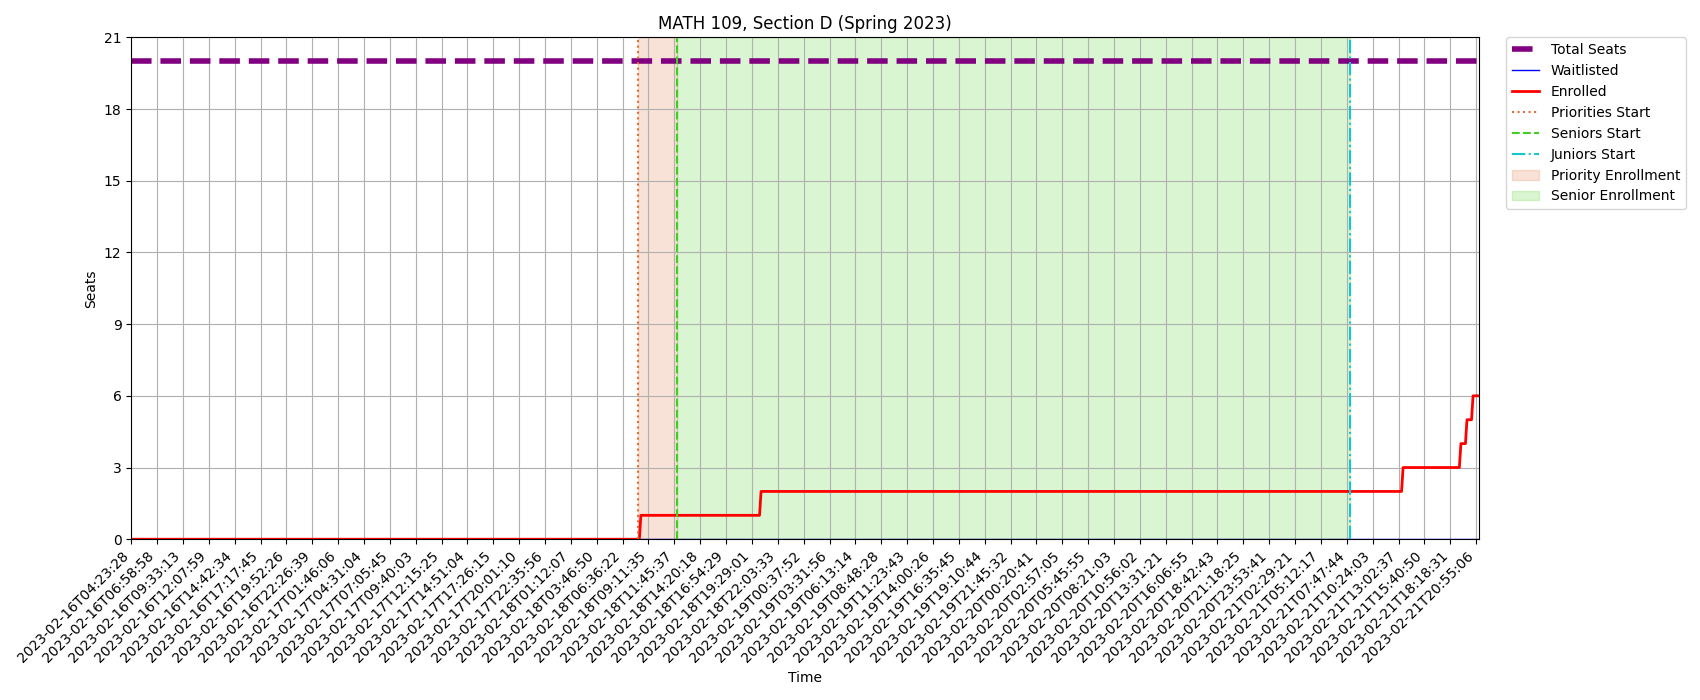 MATH 109, Section D (Spring 2023)
21
18
15
12
9
6
3
0
Seats
Total Seats
Waitlisted
Enrolled
Priorities Start
Seniors Start
Juniors Start
Priority Enrollment
Senior Enrollment
2023-02-16T04:23:28
2023-02-16T06:58:58
2023-02-16T09:33:13
2023-02-16T12:07:59
2023-02-16T14:42:34
2023-02-16T17:17:45
2023-02-16T19:52:26
2023-02-16T22:26:39
2023-02-17T01:46:06
2023-02-17T04:31:04
2023-02-17T07:05:45
2023-02-17T09:40:03
2023-02-17T12:15:25
2023-02-17T14:51:04
2023-02-17T17:26:15
2023-02-17T20:01:10
2023-02-17T22:35:56
2023-02-18T01:12:07
2023-02-18T03:46:50
2023-02-18T06:36:22
2023-02-18T09:11:35
2023-02-18T11:45:37
2023-02-18T14:20:18
2023-02-18T16:54:29
2023-02-18T19:29:01
2023-02-18T22:03:33
2023-02-19T00:37:52
2023-02-19T03:31:56
2023-02-19T06:13:14
2023-02-19T08:48:28
2023-02-19T11:23:43
2023-02-19T14:00:26
2023-02-19T16:35:45
2023-02-19T19:10:44
2023-02-19T21:45:32
2023-02-20T00:20:41
2023-02-20T02:57:05
2023-02-20T05:45:55
2023-02-20T08:21:03
2023-02-20T10:56:02
2023-02-20T13:31:21
2023-02-20T16:06:55
2023-02-20T18:42:43
2023-02-20T21:18:25
2023-02-20T23:53:41
2023-02-21T02:29:21
2023-02-21T05:12:17
2023-02-21T07:47:44
2023-02-21T10:24:03
2023-02-21T13:02:37
2023-02-21T15:40:50
2023-02-21T18:18:31
2023-02-21T20:55:06
Time